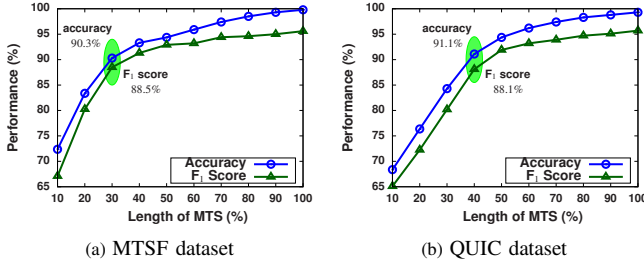 100
95
90
85
80
75
70
65
Performance (%)
accuracy
90.3%
F1 score
88.5%
Accuracy
F1 Score
10 20 30 40 50 60 70 80 90 100
Length of MTS (%)
(a) MTSF dataset
100
95
90
85
80
75
70
65
Performance (%)
accuracy
91.1%
F1 score
88.1%
Accuracy
F1 Score
10 20 30 40 50 60 70 80 90 100
Length of MTS (%)
(b) QUIC dataset